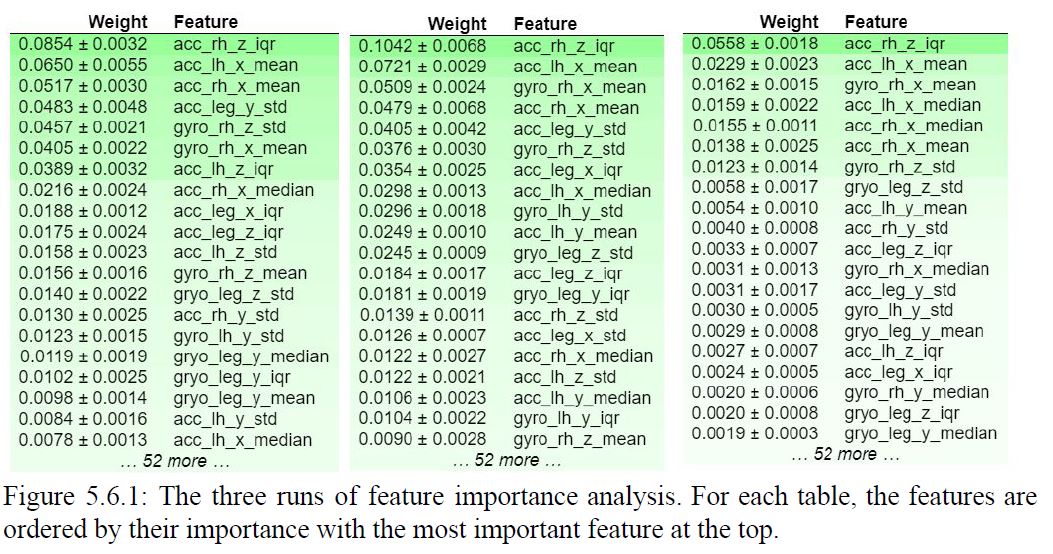 Weight Feature
0.0854 ± 0.0032 acc_rh_z_iqr
0.0650 ± 0.0055 acc_lh_x_mean
0.0517 ± 0.0030 acc_rh_x_mean
0.0483 ± 0.0048 acc_leg_y_std
0.0457 ± 0.0021 gyro_rh_z_std
0.0405 ± 0.0022 gyro_rh_x_mean
0.0389 ± 0.0032 acc_lh_z_iqr
0.0216 ± 0.0024 acc_rh_x_median
0.0188 ± 0.0012 acc_leg_x_iqr
0.0175 ± 0.0024 acc_leg_z_iqr
0.0158 ± 0.0023 acc_lh_z_std
0.0156 ± 0.0016 gyro_rh_z_mean
0.0140 ± 0.0022 gryo_leg_z_std
0.0130 ± 0.0025 acc_rh_y_std
0.0123 ± 0.0015 gyro_lh_y_std
0.0119 ± 0.0019 gryo_leg_y_median
0.0102 ± 0.0025 gryo_leg_y_iqr
0.0098 ± 0.0014 gryo_leg_y_mean
0.0084 ± 0.0016 acc_lh_y_std
0.0078 ± 0.0013 acc_lh_x_median
… 52 more …
Weight Feature
0.1042 ± 0.0068 acc_rh_z_iqr
0.0721 ± 0.0029 acc_lh_x_mean
0.0509 ± 0.0024 gyro_rh_x_mean
0.0479 ± 0.0068 acc_rh_x_mean
0.0405 ± 0.0042 acc_leg_y_std
0.0376 ± 0.0030 gyro_rh_z_std
0.0354 ± 0.0025 acc_leg_x_iqr
0.0298 ± 0.0013 acc_lh_x_median
0.0296 ± 0.0018 gyro_lh_y_std
0.0249 ± 0.0010 acc_lh_y_mean
0.0245 ± 0.0009 gryo_leg_z_std
0.0184 ± 0.0017 acc_leg_z_iqr
0.0181 ± 0.0019 gryo_leg_y_iqr
0.0139 ± 0.0011 acc_rh_z_std
0.0126 ± 0.0007 acc_leg_x_std
0.0122 ± 0.0027 acc_rh_x_median
0.0122 ± 0.0021 acc_lh_z_std
0.0106 ± 0.0023 acc_lh_y_median
0.0104 ± 0.0022 gyro_lh_y_iqr
0.0090 ± 0.0028 gyro_rh_z_mean
… 52 more …
Weight Feature
0.0558 ± 0.0018 acc_rh_z_iqr
0.0229 ± 0.0023 acc_lh_x_mean
0.0162 ± 0.0015 gyro_rh_x_mean
0.0159 ± 0.0022 acc_lh_x_median
0.0155 ± 0.0011 acc_rh_x_median
0.0138 ± 0.0025 acc_rh_x_mean
0.0123 ± 0.0014 gyro_rh_z_std
0.0058 ± 0.0017 gryo_leg_z_std
0.0054 ± 0.0010 acc_lh_y_mean
0.0040 ± 0.0008 acc_rh_y_std
0.0033 ± 0.0007 acc_leg_z_iqr
0.0031 ± 0.0013 gyro_rh_x_median
0.0031 ± 0.0017 acc_leg_y_std
0.0030 ± 0.0005 gyro_lh_y_std
0.0029 ± 0.0008 gryo_leg_y_mean
0.0027 ± 0.0007 acc_lh_z_iqr
0.0024 ± 0.0005 acc_leg_x_iqr
0.0020 ± 0.0006 gyro_rh_y_median
0.0020 ± 0.0008 gryo_leg_z_iqr
0.0019 ± 0.0003 gryo_leg_y_median
… 52 more …
Figure 5.6.1: The three runs of feature importance analysis. For each table, the features are
ordered by their importance with the most important feature at the top.